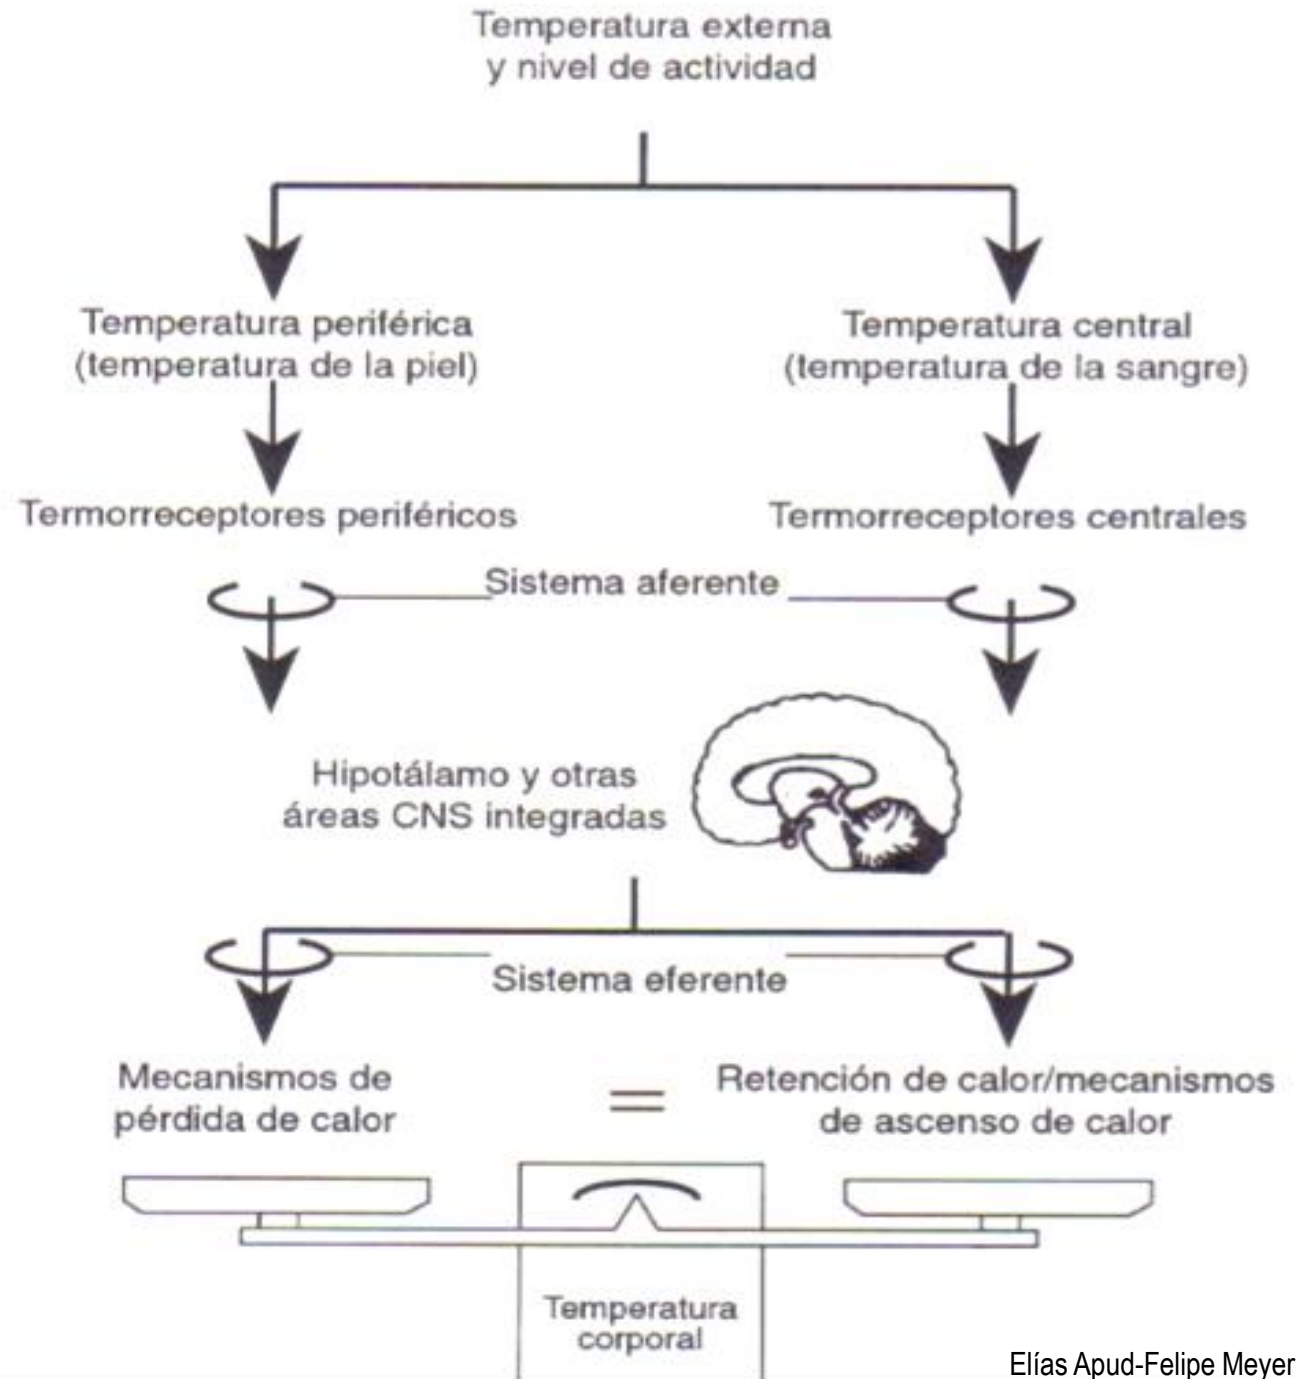 Temperatura externa
y nivel de actividad
Temperatura periférica
(temperatura de la piel)
Temperatura central
(temperatura de la sangre)
Termorreceptores periféricos
Termorreceptores centrales
Sistema aferente
Hipotálamo y otras
áreas CNS integradas
Sistema eferente
Mecanismos de
pérdida de calor
=
Retención de calor/mecanismos
de ascenso de calor
Temperatura
corporal
Elías Apud-Felipe Meyer